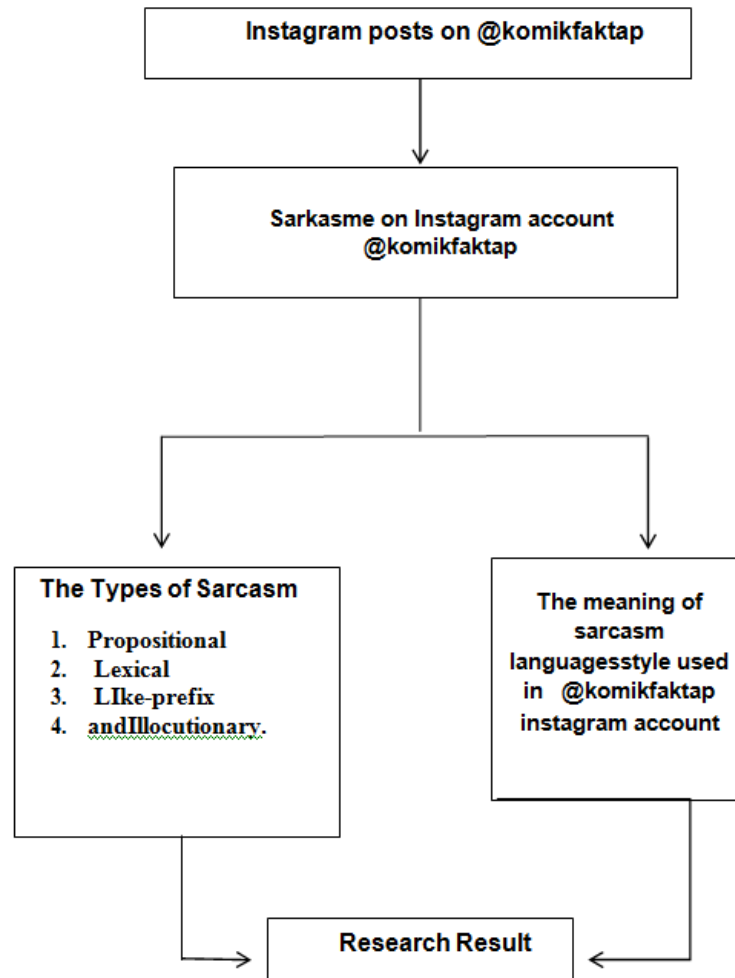 Instagram posts on @komikfaktap
Sarkasme on Instagram account
@komikfaktap
The Types of Sarcasm
1. Propositional
2. Lexical
3. LIke-prefix
4. andIllocutionary.
The meaning of
sarcasm
languagesstyle used
in @komikfaktap
instagram account
Research Result